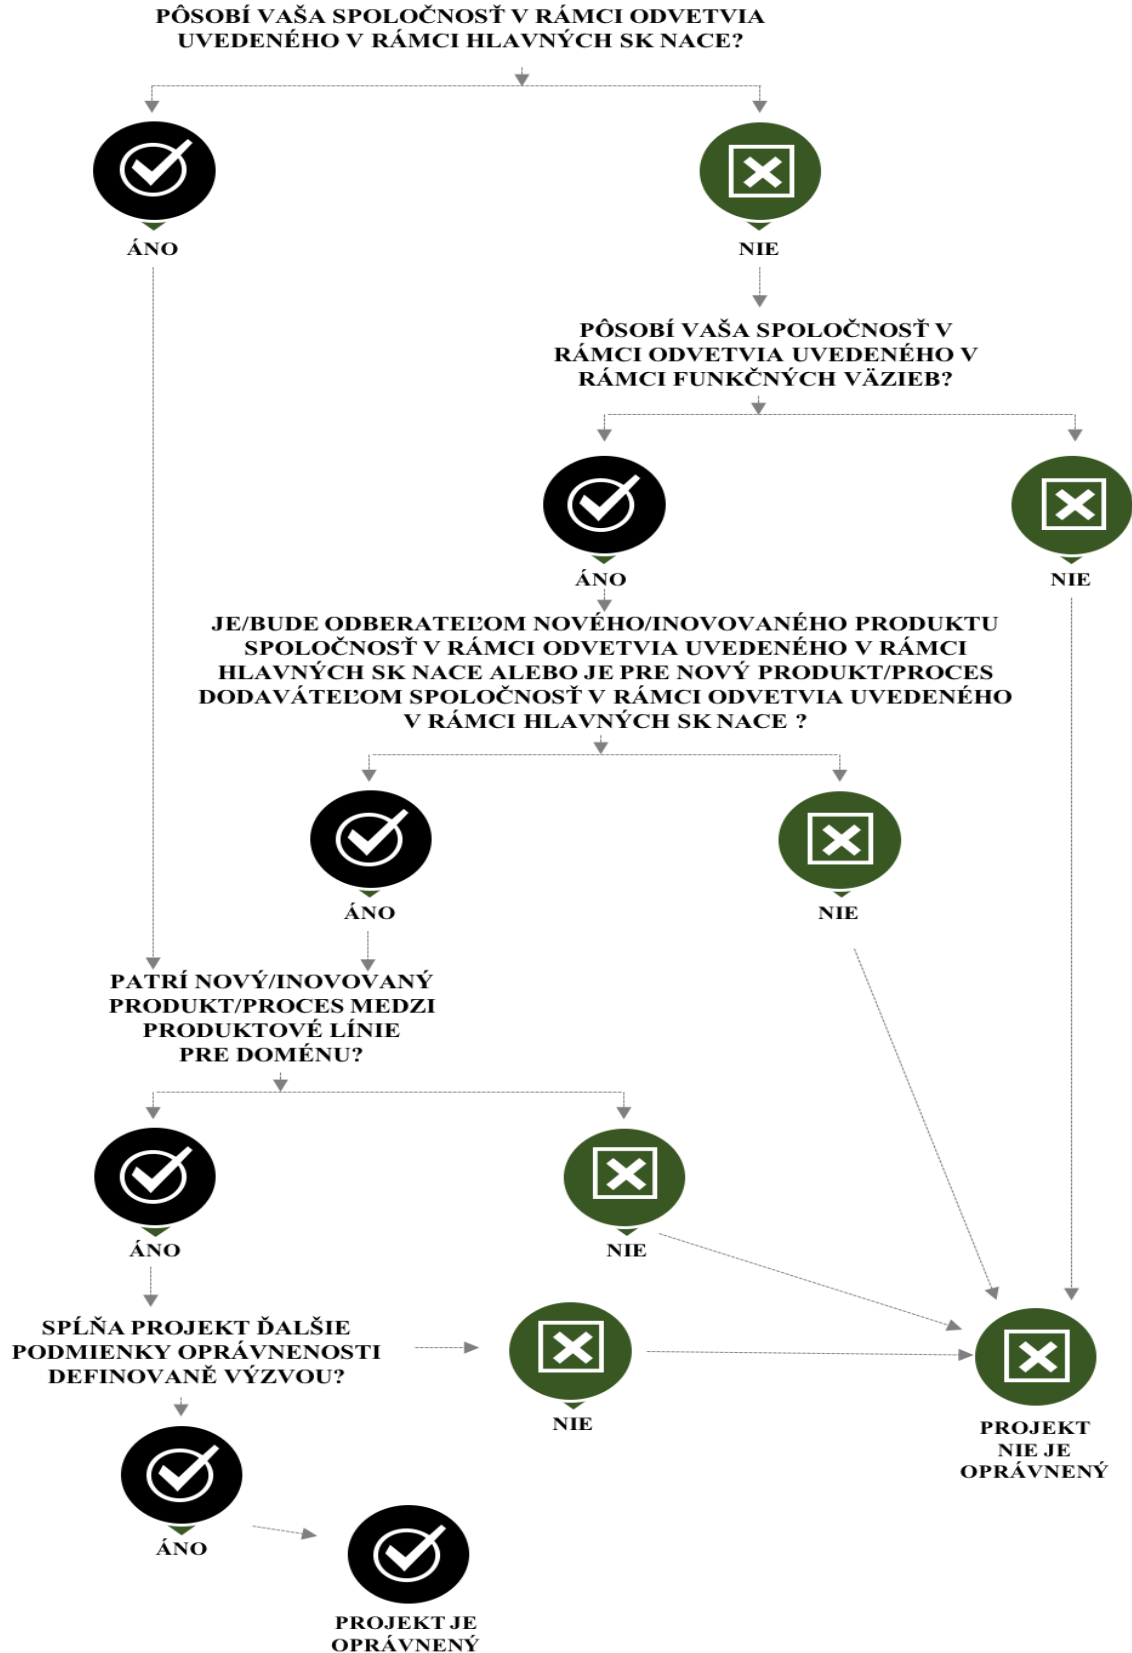 PÔSOBÍ VAŠA SPOLOČNOSŤ V RÁMCI ODVETVIA
UVEDENÉHO V RÁMCI HLAVNÝCH SK NACE?
ÁNO
NIE
PÔSOBÍ VAŠA SPOLOČNOSŤ V
RÁMCI ODVETVIA UVEDENÉHO V
RÁMCI FUNKČNÝCH VÄZIEB?
ÁNO
NIE
JE/BUDE ODBERATEĽOM NOVÉHO/INOVOVANÉHO PRODUKTU
SPOLOČNOSŤ V RÁMCI ODVETVIA UVEDENÉHO V RÁMCI
HLAVNÝCH SK NACE ALEBO JE PRE NOVÝ PRODUKT/PROCES
DODAVÁTEĽOM SPOLOČNOSŤ V RÁMCI ODVETVIA UVEDENÉHO
V RÁMCI HLAVNÝCH SK NACE ?
ÁNO
NIE
PATRÍ NOVÝ/INOVOVANÝ
PRODUKT/PROCES MEDZI
PRODUKTOVÉ LÍNIE
PRE DOMÉNU?
ÁNO
NIE
SPĹŇA PROJEKT ĎALŠIE
PODMIENKY OPRÁVNENOSTI
DEFINOVANĚ VÝZVOU?
NIE
PROJEKT
NIE JE
OPRÁVNENÝ
ÁNO
PROJEKT JE
OPRÁVNENÝ